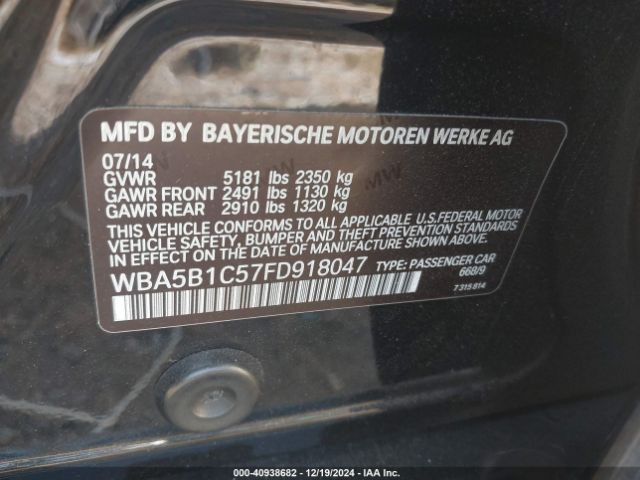 MFD BY BAYERISCHE MOTOREN WERKE AG
07/14
GVWR 5181 lbs 2350 kg
GAWR FRONT 2491 lbs 1130 kg
GAWR REAR 2910 lbs 1320 kg
THIS VEHICLE CONFORMS TO ALL APPLICABLE U.S.FEDERAL MOTOR
VEHICLE SAFETY, BUMPER AND THEFT PREVENTION STANDARDS
IN EFFECT ON THE DATE OF MANUFACTURE SHOWN ABOVE.
WBA5B1C57FD918047 TYPE: PASSENGER CAR
668/9
7315814
000-40938682 - 12/19/2024 - IAA Inc.